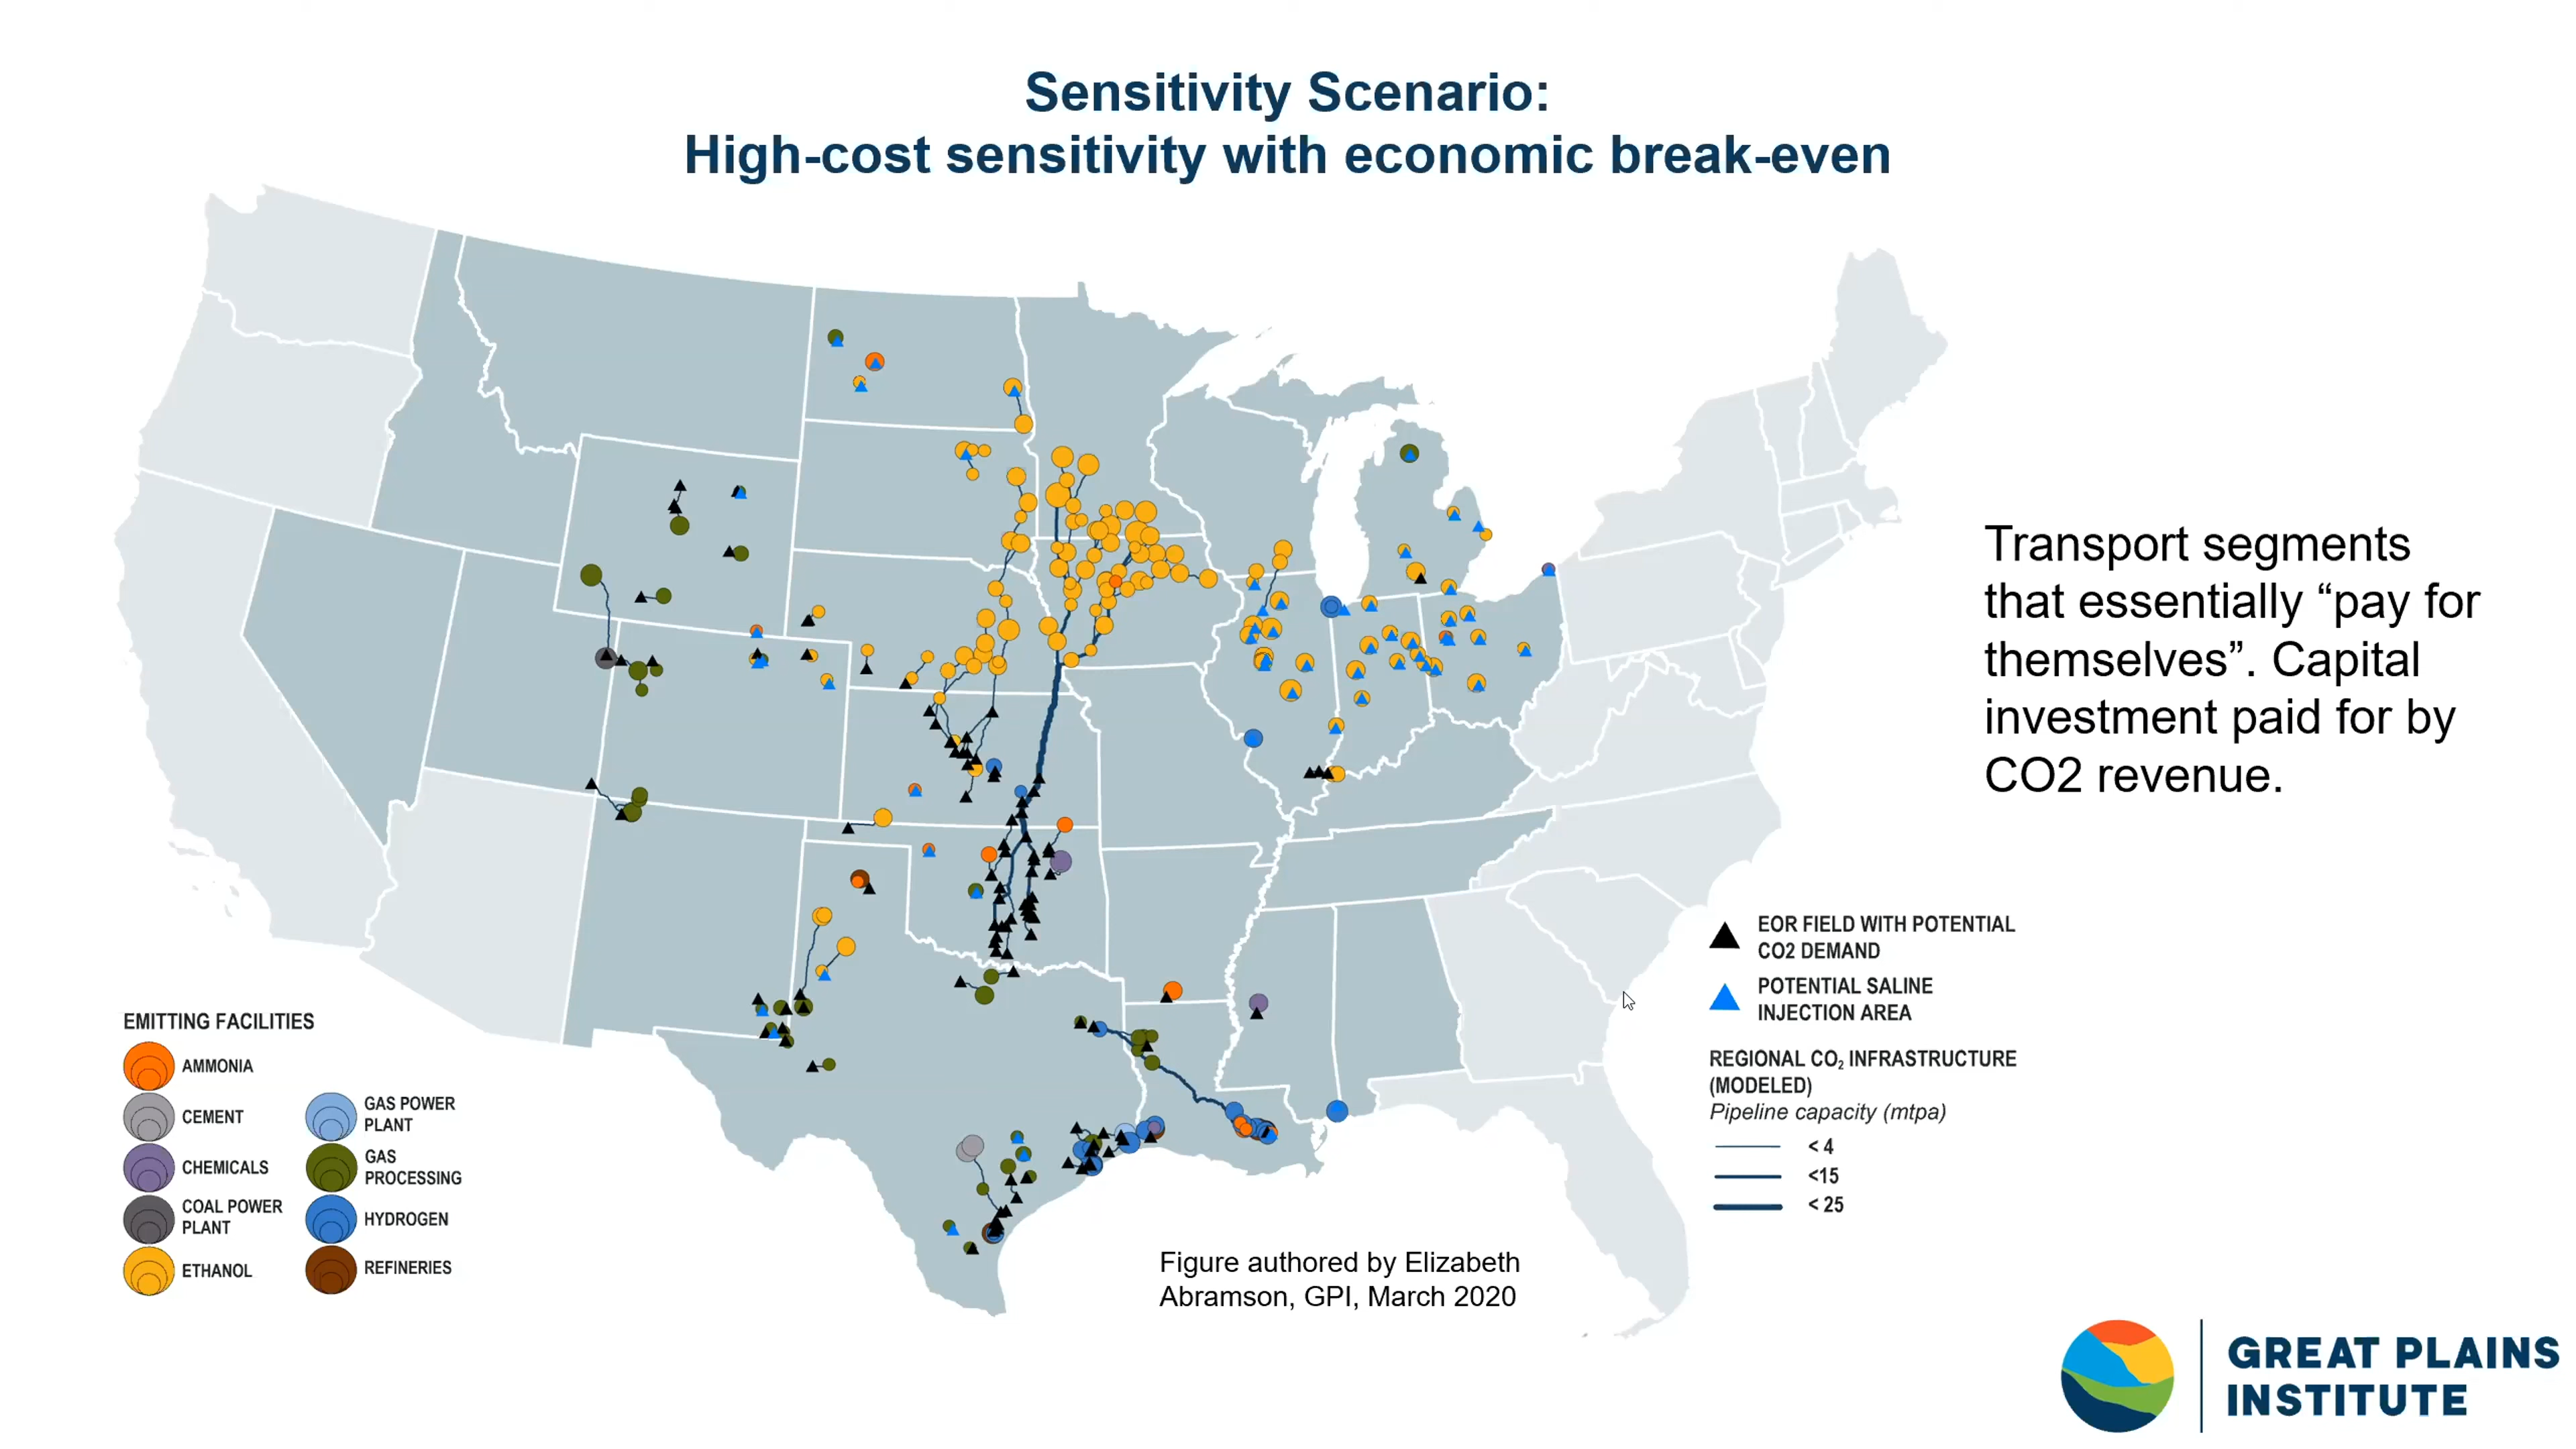 Sensitivity Scenario:
High-cost sensitivity with economic break-even
Transport segments
that essentially “pay for
themselves”. Capital
investment paid for by
CO2 revenue.
EOR FIELD WITH POTENTIAL
CO2 DEMAND
POTENTIAL SALINE
INJECTION AREA
REGIONAL CO₂ INFRASTRUCTURE
(MODELED)
Pipeline capacity (mtpa)
< 4
<15
< 25
EMITTING FACILITIES
AMMONIA
CEMENT
CHEMICALS
COAL POWER
PLANT
ETHANOL
GAS POWER
PLANT
GAS
PROCESSING
HYDROGEN
REFINERIES
Figure authored by Elizabeth
Abramson, GPI, March 2020
GREAT PLAINS
INSTITUTE